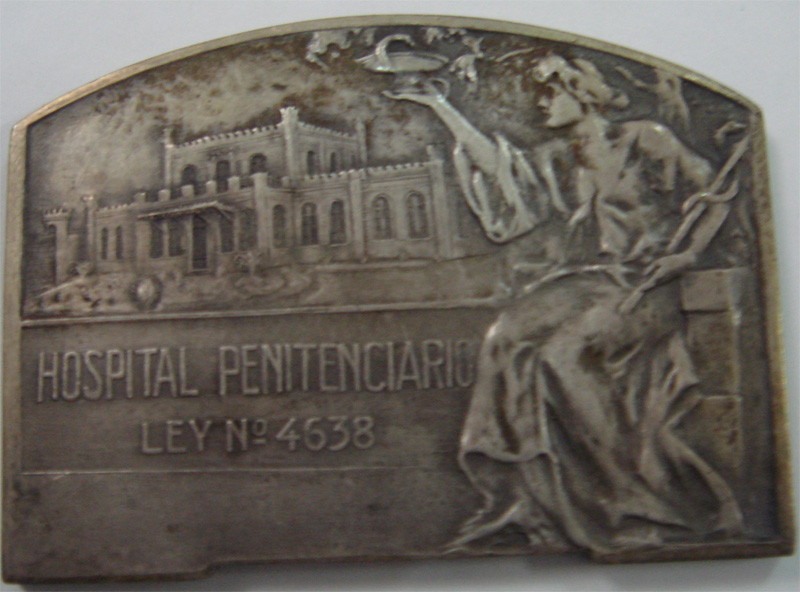 HOSPITAL PENITENCIARIO
LEY Nº 4638